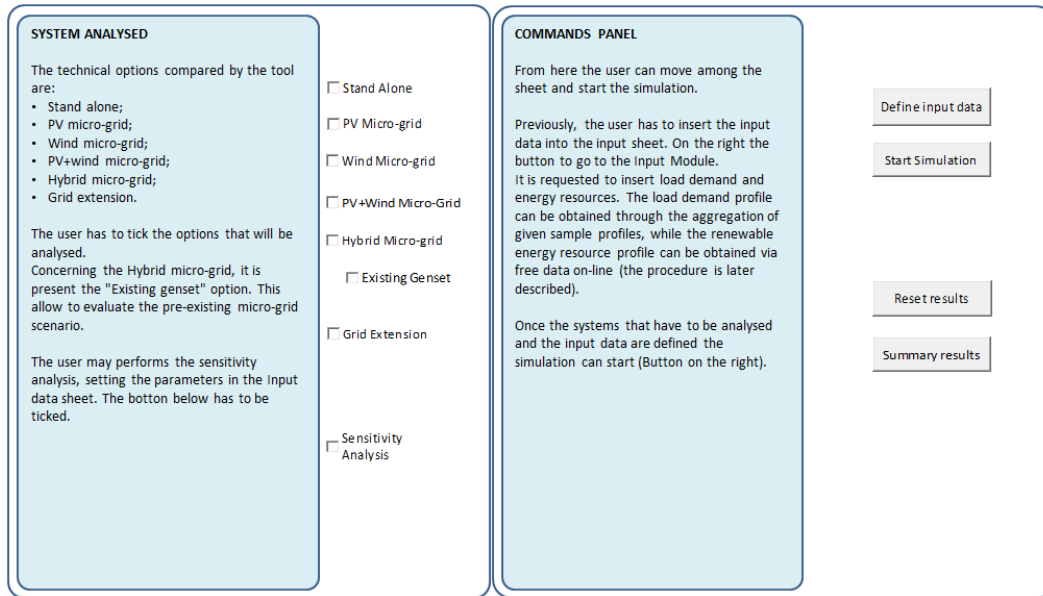 SYSTEM ANALYSED
The technical options compared by the tool
are:
• Stand alone;
• PV micro-grid;
• Wind micro-grid;
• PV+wind micro-grid;
• Hybrid micro-grid;
• Grid extension.
The user has to tick the options that will be
analysed.
Concerning the Hybrid micro-grid, it is
present the "Existing genset" option. This
allow to evaluate the pre-existing micro-grid
scenario.
The user may performs the sensitivity
analysis, setting the parameters in the Input
data sheet. The botton below has to be
ticked.
Stand Alone
PV Micro-grid
Wind Micro-grid
PV+Wind Micro-Grid
Hybrid Micro-grid
Existing Genset
Grid Extension
Sensitivity
Analysis
COMMANDS PANEL
From here the user can move among the
sheet and start the simulation.
Previously, the user has to insert the input
data into the input sheet. On the right the
button to go to the Input Module.
It is requested to insert load demand and
energy resources. The load demand profile
can be obtained through the aggregation of
given sample profiles, while the renewable
energy resource profile can be obtained via
free data on-line (the procedure is later
described).
Once the systems that have to be analysed
and the input data are defined the
simulation can start (Button on the right).
Define input data
Start Simulation
Reset results
Summary results